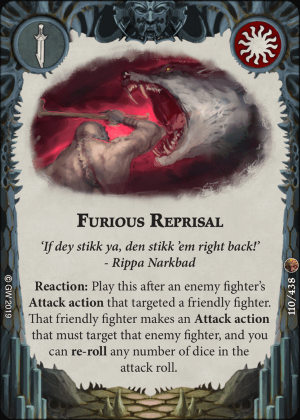 FURIOUS REPRISAL
‘If dey stikk ya, den stikk ’em right back!’
- Rippa Narkbad
Reaction: Play this after an enemy fighter’s
Attack action that targeted a friendly fighter.
That friendly fighter makes an Attack action
that must target that enemy fighter, and you
can re-roll any number of dice in the
attack roll.
© GW 2019
110/438